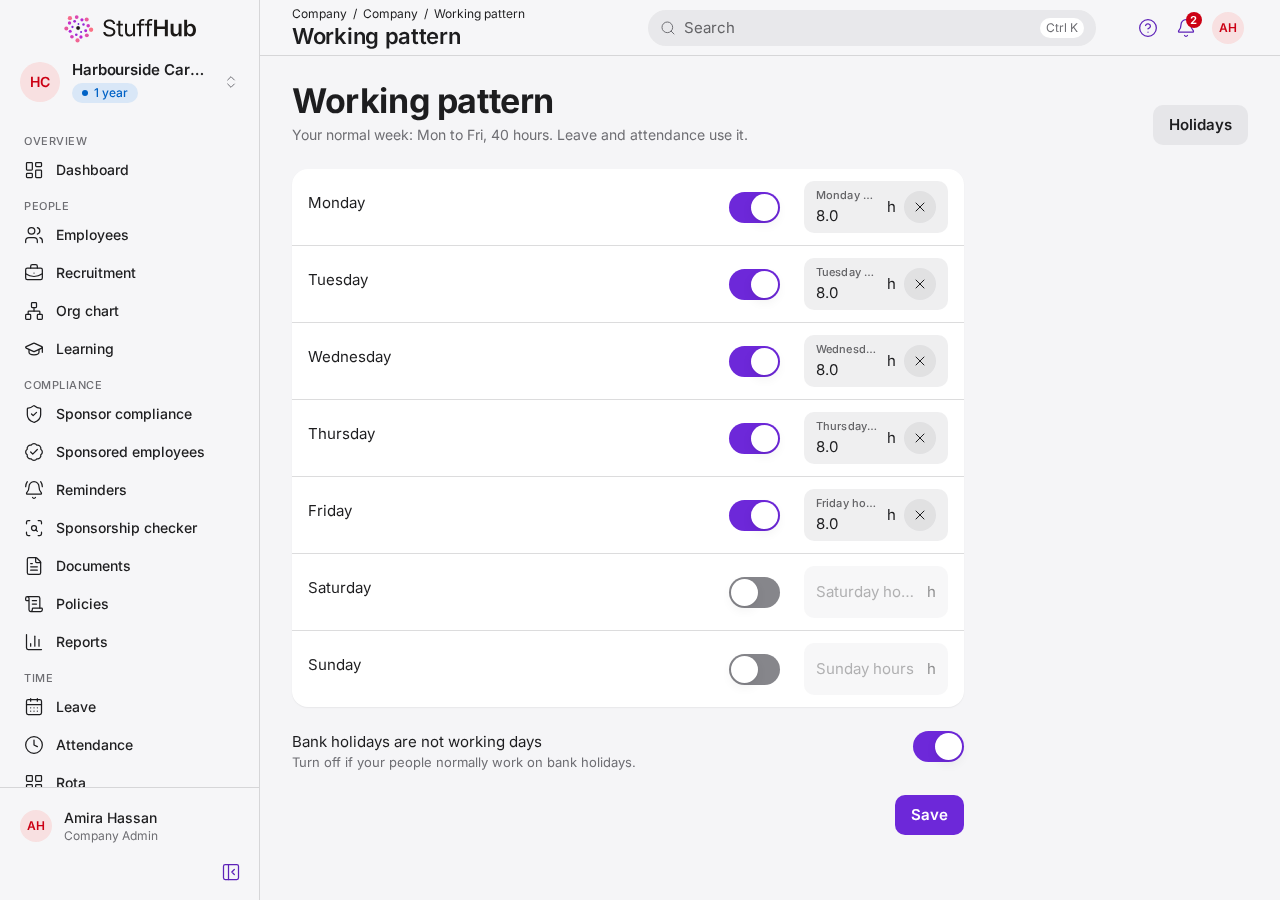 StuffHub
HC
Harbourside Car...
1 year
OVERVIEW
Dashboard
PEOPLE
Employees
Recruitment
Org chart
Learning
COMPLIANCE
Sponsor compliance
Sponsored employees
Reminders
Sponsorship checker
Documents
Policies
Reports
TIME
Leave
Attendance
Rota
AH
Amira Hassan
Company Admin
Company / Company / Working pattern
Working pattern
Search
Ctrl K
2
AH
Working pattern
Your normal week: Mon to Fri, 40 hours. Leave and attendance use it.
Holidays
Monday
Monday ...
8.0 h
Tuesday
Tuesday ...
8.0 h
Wednesday
Wednesd...
8.0 h
Thursday
Thursday...
8.0 h
Friday
Friday ho...
8.0 h
Saturday
Saturday ho... h
Sunday
Sunday hours h
Bank holidays are not working days
Turn off if your people normally work on bank holidays.
Save